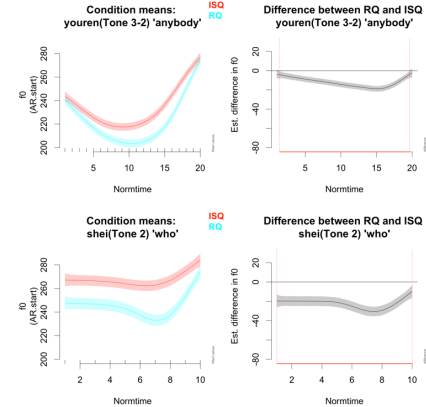 Condition means:
youren(Tone 3-2) 'anybody'
ISQ
RQ
f0
(AR.start)
280
260
240
220
200
5 10 15 20
Normtime
Difference between RQ and ISQ
youren(Tone 3-2) 'anybody'
Est. difference in f0
20
0
-40
-80
5 10 15 20
Normtime
Condition means:
shei(Tone 2) 'who'
ISQ
RQ
f0
(AR.start)
280
260
240
220
200
2 4 6 8 10
Normtime
Difference between RQ and ISQ
shei(Tone 2) 'who'
Est. difference in f0
20
0
-40
-80
2 4 6 8 10
Normtime